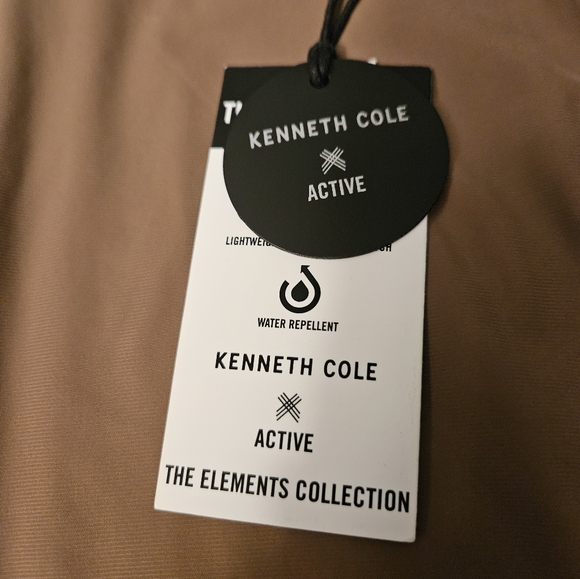 KENNETH COLE
ACTIVE
WATER REPELLENT
KENNETH COLE
ACTIVE
THE ELEMENTS COLLECTION